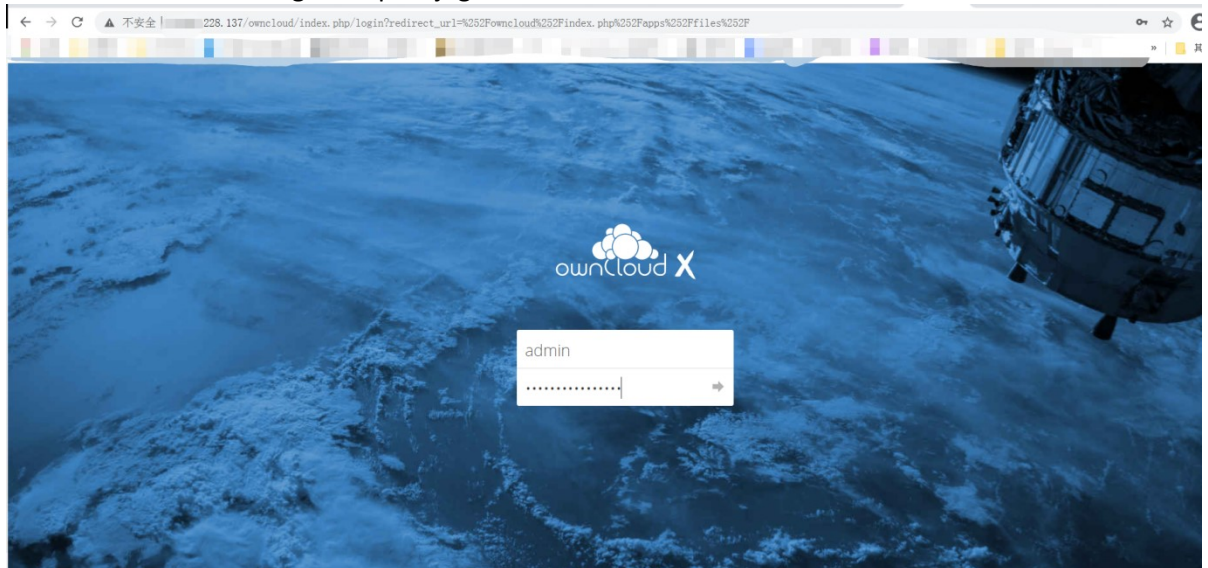 不安全
228.137/owncloud/index.php/login?redirect_url=%252Fowncloud%252Findex.php%252Fapps%252Ffiles%252F
ownCloud X
admin